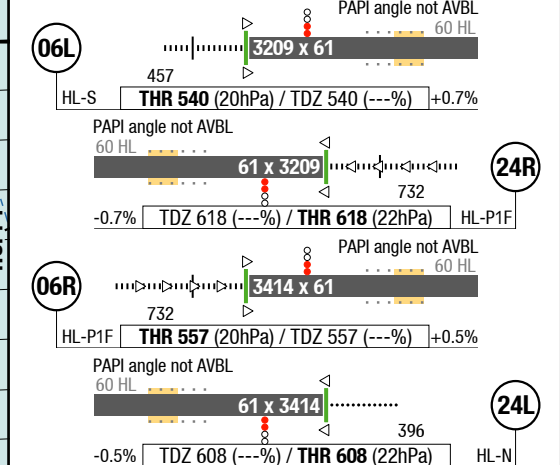 PAPI angle not AVBL
60 HL
06L
3209 x 61
457
HL-S THR 540 (20hPa) / TDZ 540 (---%) +0.7%
PAPI angle not AVBL
60 HL
61 x 3209
24R
732
-0.7% TDZ 618 (---%) / THR 618 (22hPa) HL-P1F
PAPI angle not AVBL
60 HL
06R
3414 x 61
732
HL-P1F THR 557 (20hPa) / TDZ 557 (---%) +0.5%
PAPI angle not AVBL
60 HL
61 x 3414
24L
396
-0.5% TDZ 608 (---%) / THR 608 (22hPa) HL-N